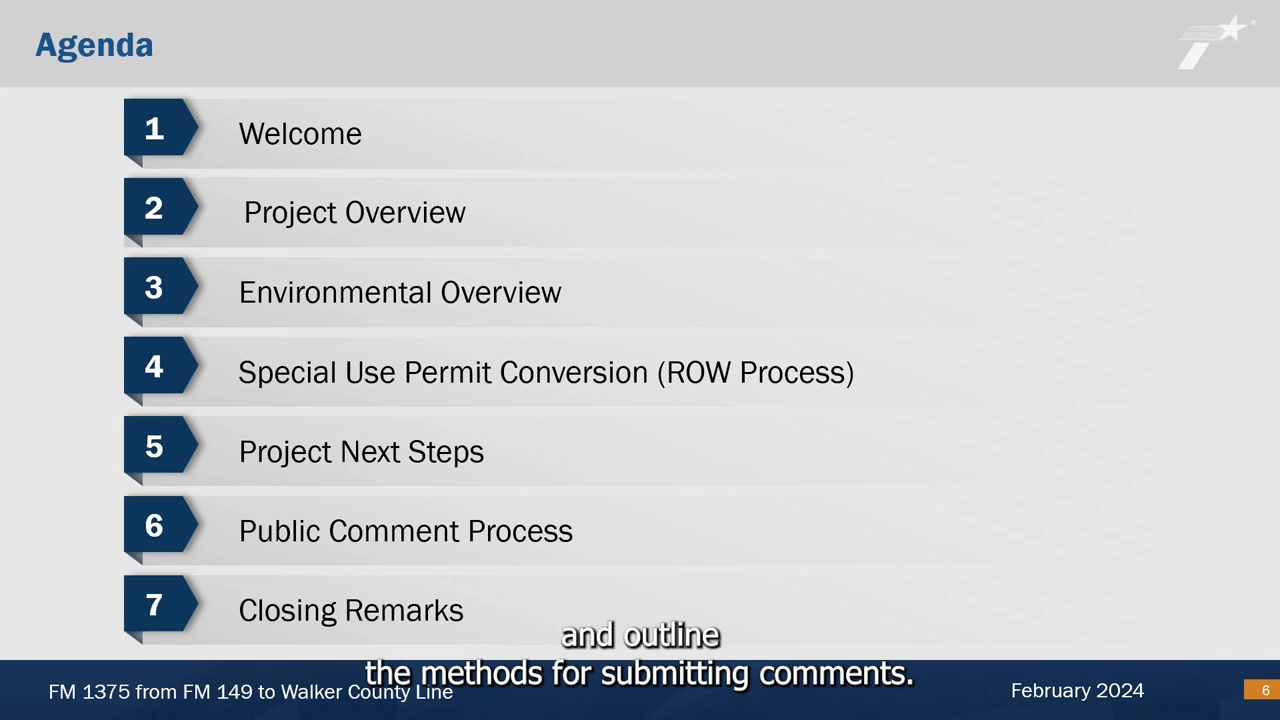 Agenda
1
Welcome
2
Project Overview
3
Environmental Overview
4
Special Use Permit Conversion (ROW Process)
5
Project Next Steps
6
Public Comment Process
7
Closing Remarks
and outline
the methods for submitting comments.
FM 1375 from FM 149 to Walker County Line
February 2024
6